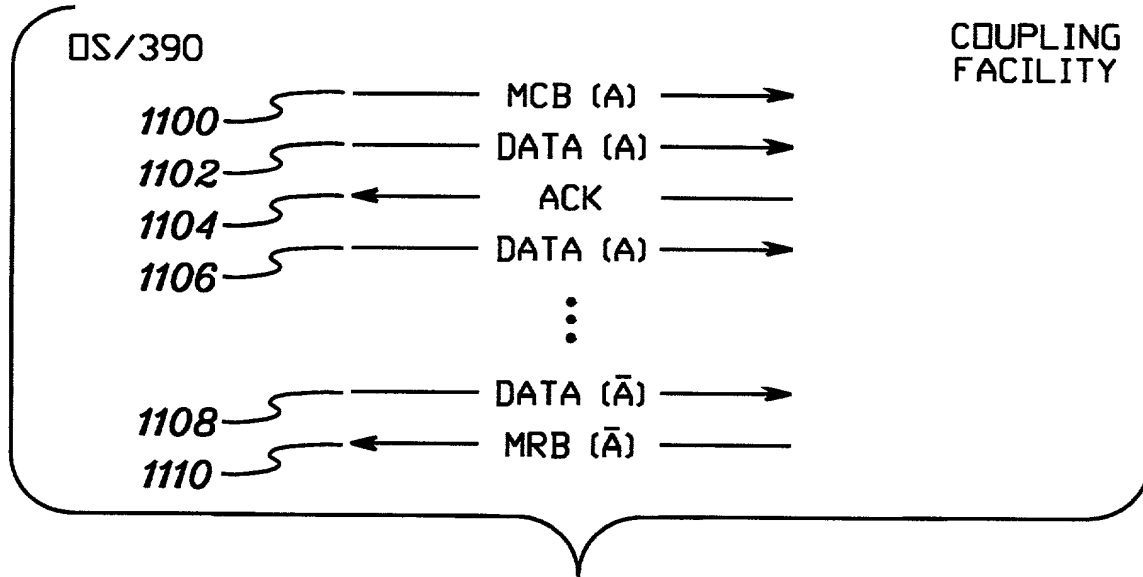 OS/390
COUPLING
FACILITY
1100 MCB (A)
1102 DATA (A)
1104 ACK
1106 DATA (A)
1108 DATA (Ā)
1110 MRB (Ā)